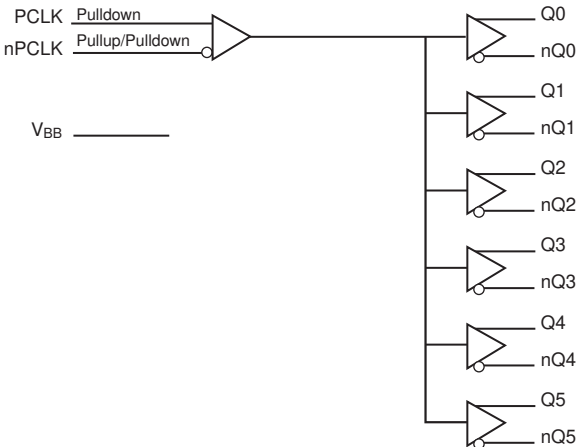 PCLK Pulldown
nPCLK Pullup/Pulldown
VBB
Q0
nQ0
Q1
nQ1
Q2
nQ2
Q3
nQ3
Q4
nQ4
Q5
nQ5